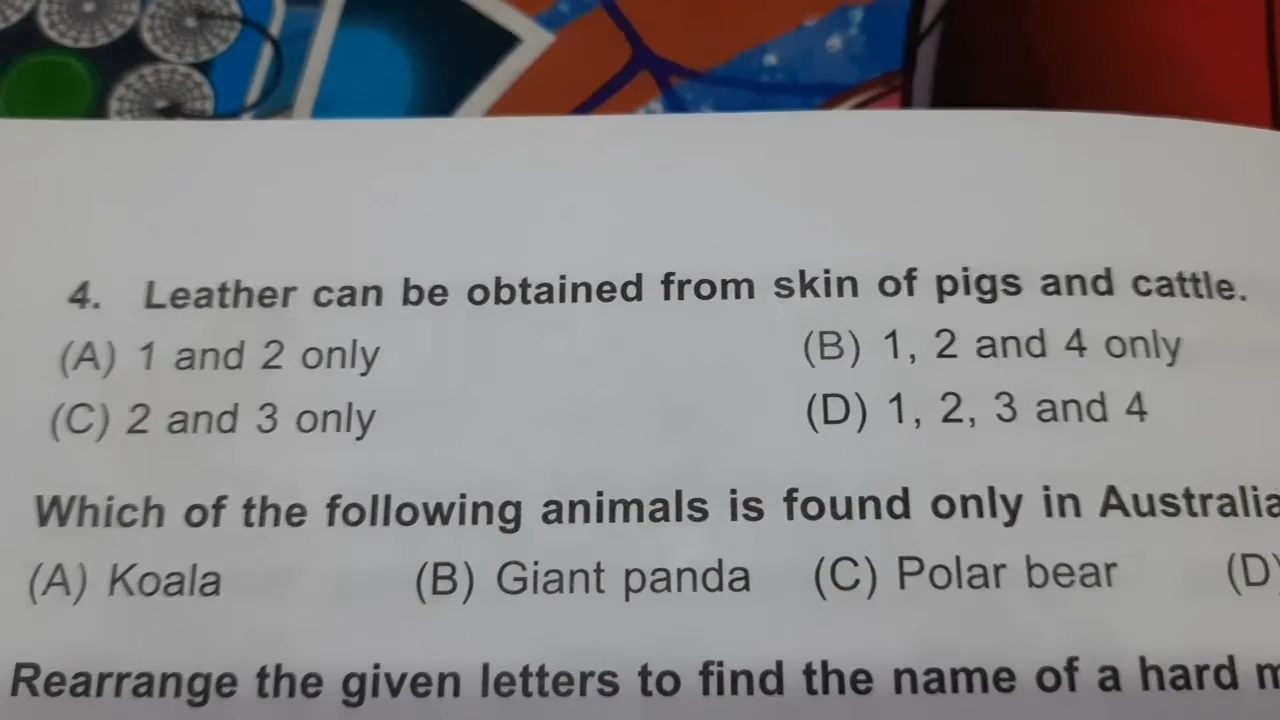 4. Leather can be obtained from skin of pigs and cattle.
(A) 1 and 2 only (B) 1, 2 and 4 only
(C) 2 and 3 only (D) 1, 2, 3 and 4
Which of the following animals is found only in Australia
(A) Koala (B) Giant panda (C) Polar bear (D)
Rearrange the given letters to find the name of a hard